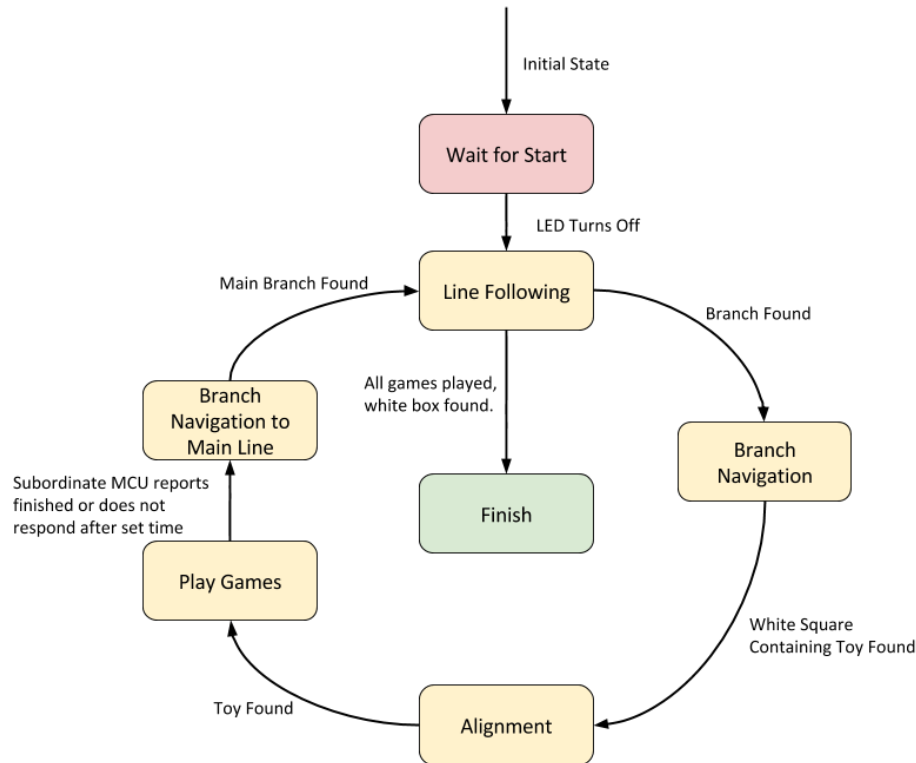 Initial State
Wait for Start
LED Turns Off
Main Branch Found
Line Following
Branch Found
All games played,
white box found.
Branch
Navigation to
Main Line
Branch
Navigation
Subordinate MCU reports
finished or does not
respond after set time
Finish
Play Games
White Square
Containing Toy Found
Toy Found
Alignment